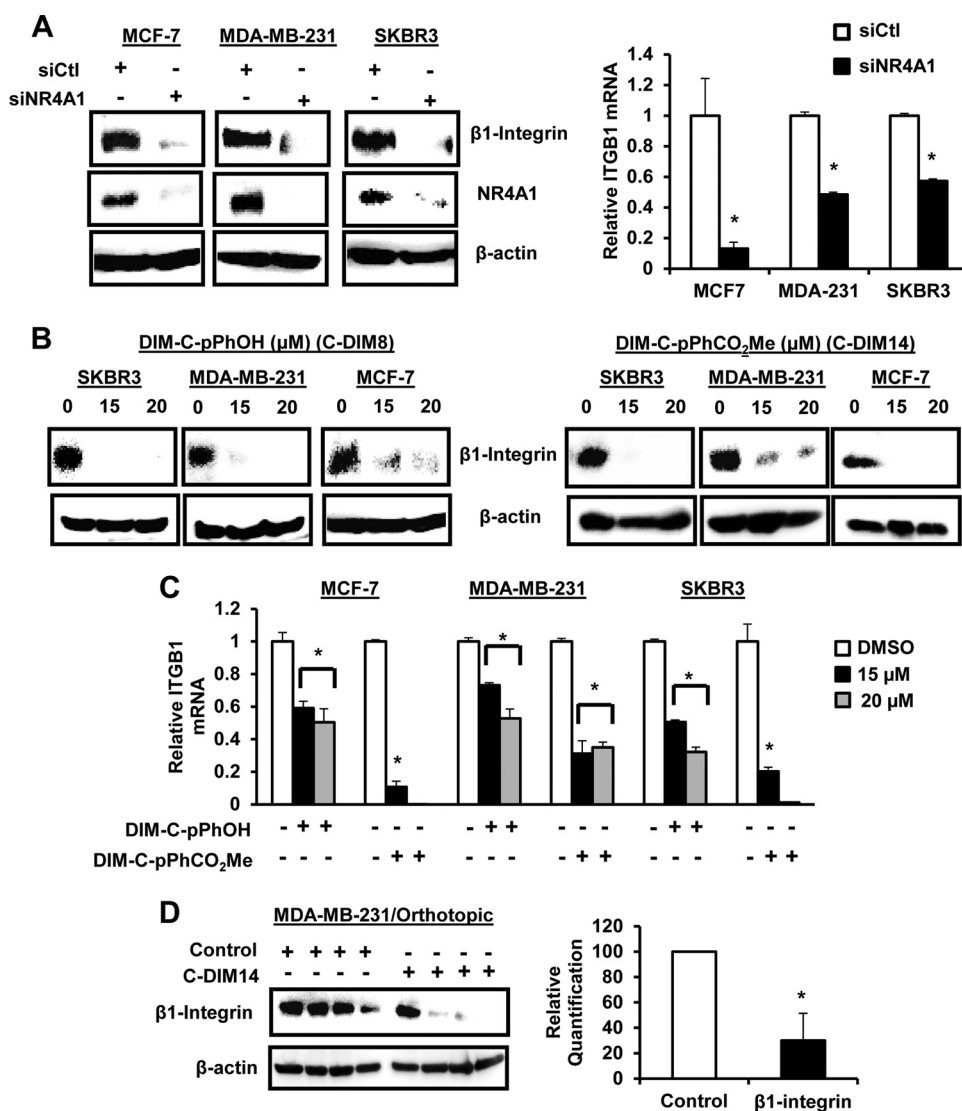 A
MCF-7 MDA-MB-231 SKBR3
siCtl + - + - + -
siNR4A1 - + - + - +
β1-Integrin
NR4A1
β-actin
siCtl
siNR4A1
Relative ITGB1 mRNA
1.4
1.2
1
0.8
0.6
0.4
0.2
0
* * *
MCF7 MDA-231 SKBR3
B
DIM-C-pPhOH (µM) (C-DIM8)
SKBR3 MDA-MB-231 MCF-7
0 15 20 0 15 20 0 15 20
DIM-C-pPhCO₂Me (µM) (C-DIM14)
SKBR3 MDA-MB-231 MCF-7
0 15 20 0 15 20 0 15 20
β1-Integrin
β-actin
C
MCF-7 MDA-MB-231 SKBR3
Relative ITGB1
mRNA
1.2
1
0.8
0.6
0.4
0.2
0
* * * * * *
DMSO
15 µM
20 µM
DIM-C-pPhOH - + + - - - - + + - - - - + + - - -
DIM-C-pPhCO₂Me - - - - + + - - - - + + - - - - + +
D
MDA-MB-231/Orthotopic
Control + + + + - - - -
C-DIM14 - - - - + + + +
β1-Integrin
β-actin
Relative
Quantification
120
100
80
60
40
20
0
*
Control β1-integrin